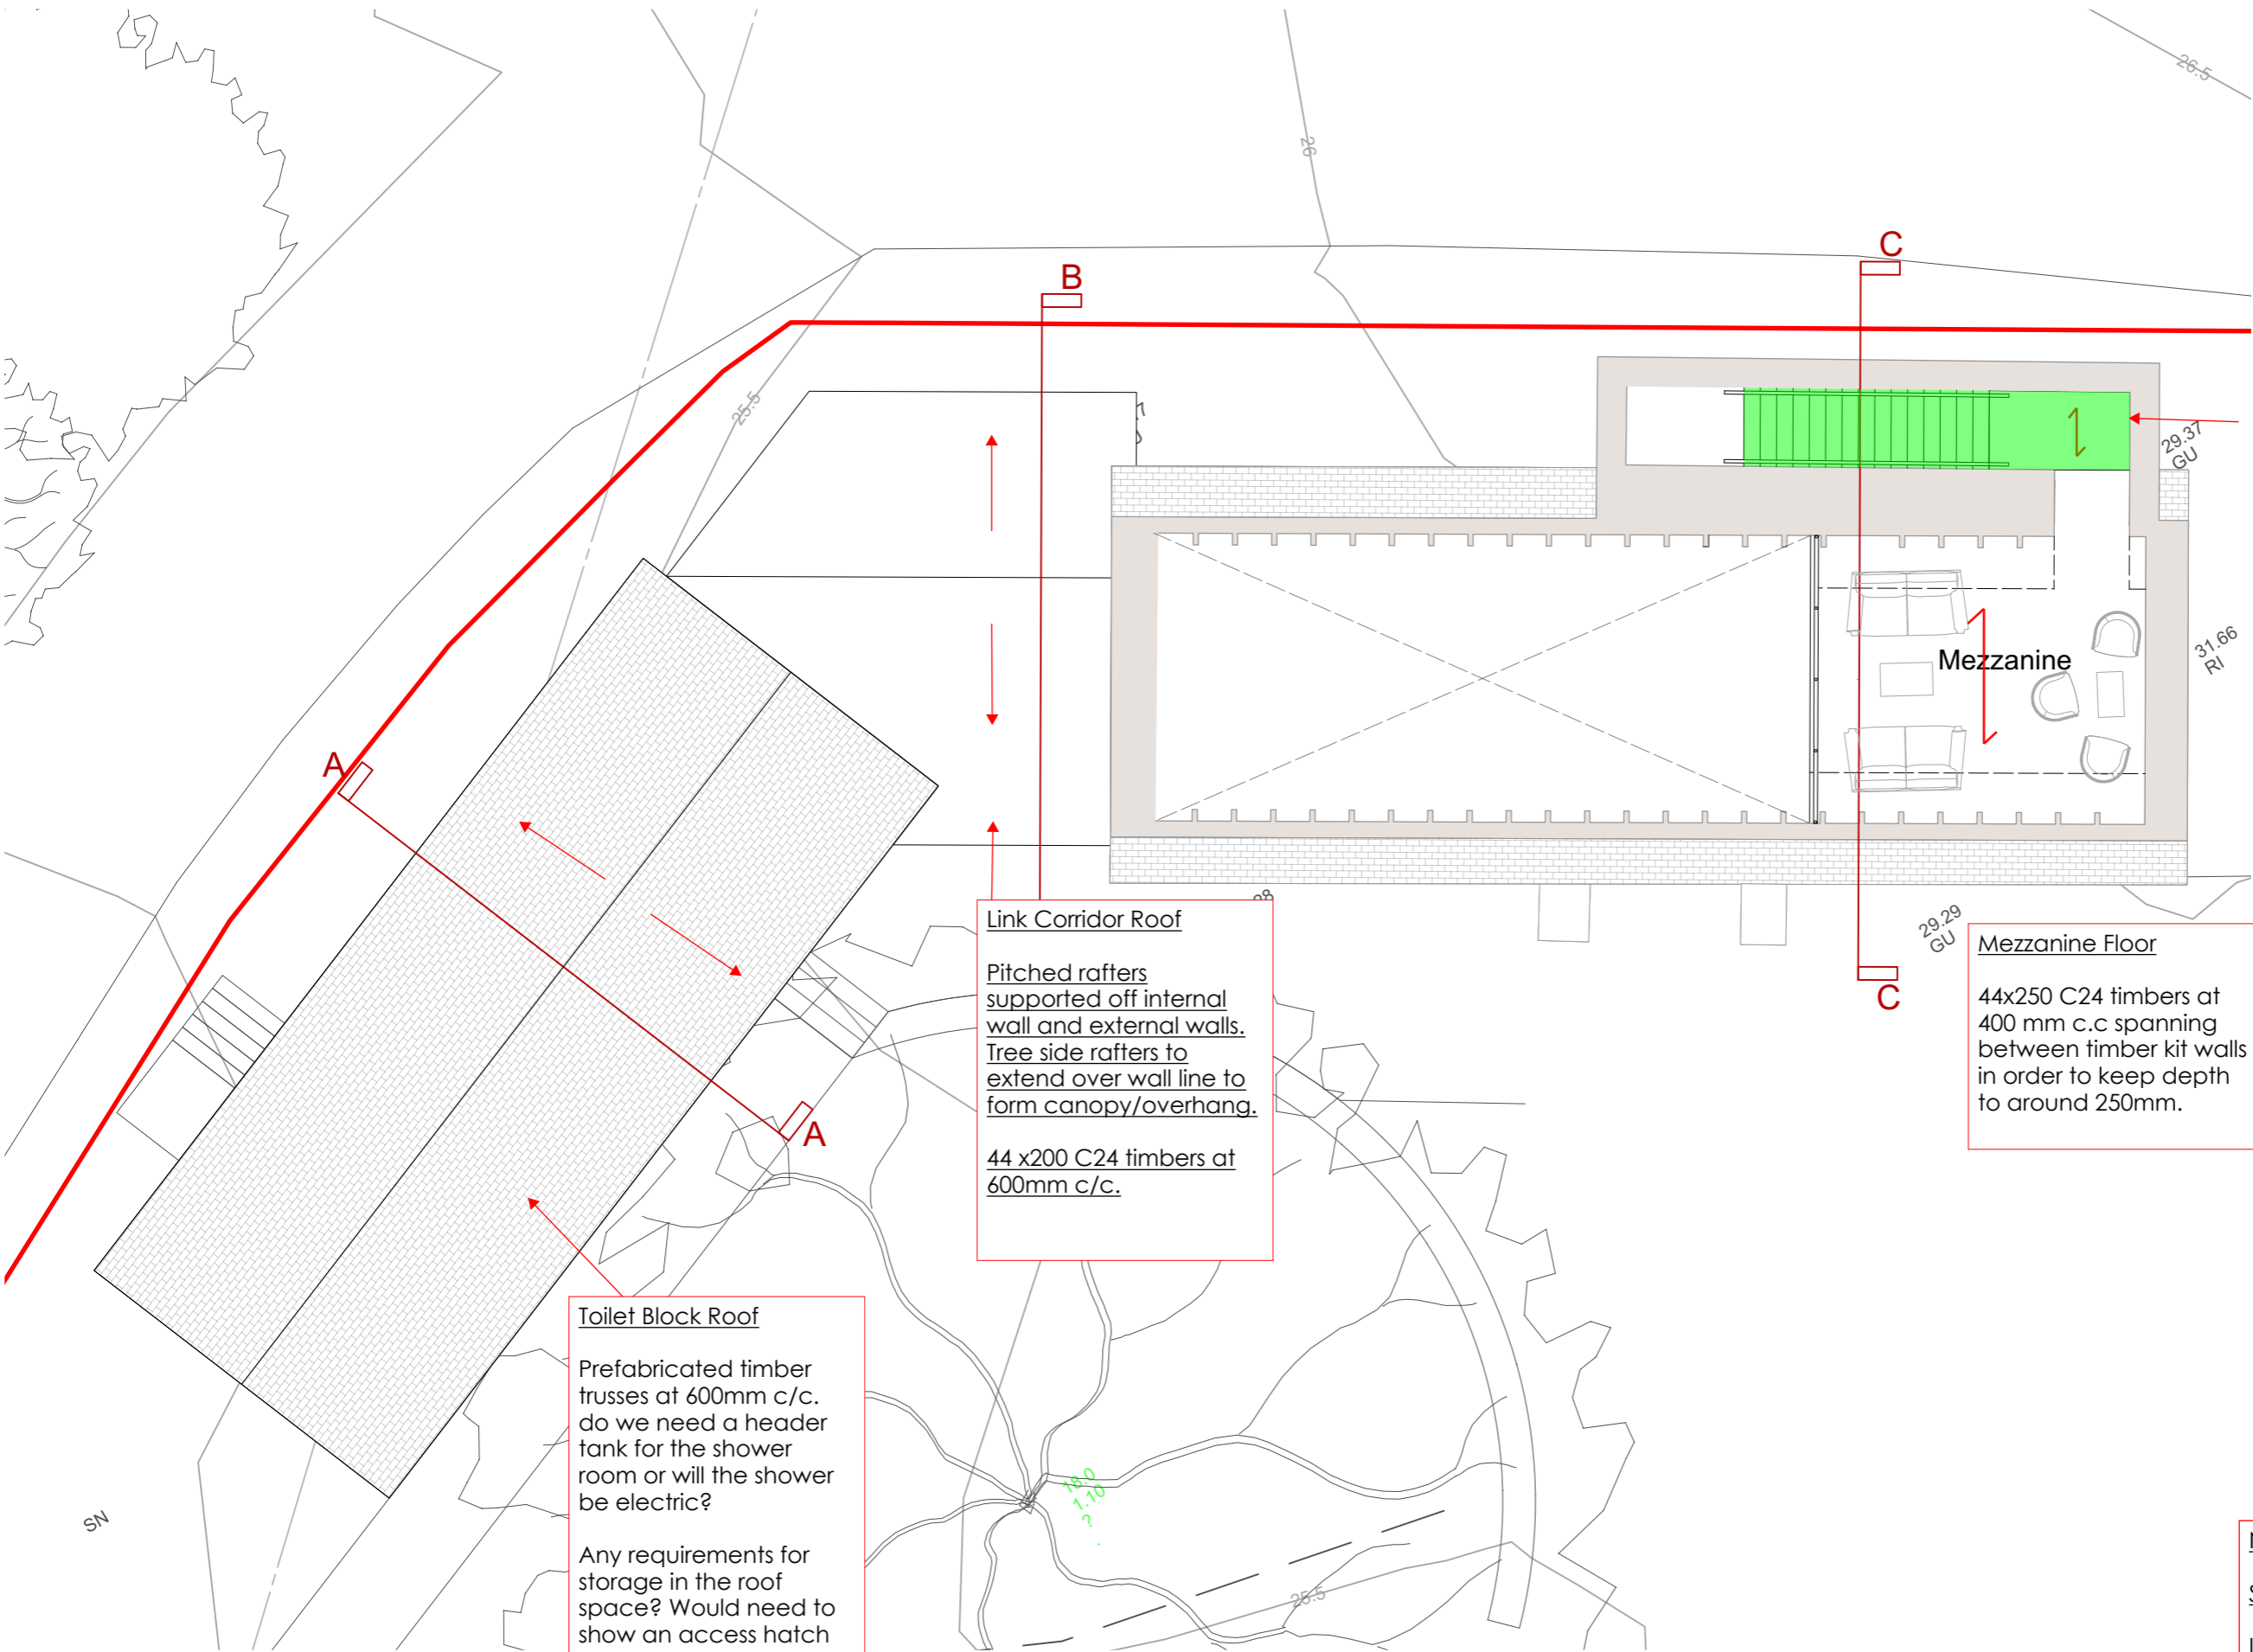 26.5
26
C
B
25.5
29.37
GU
31.66
RI
Mezzanine
A
Link Corridor Roof
Pitched rafters
supported off internal
wall and external walls.
Tree side rafters to
extend over wall line to
form canopy/overhang.
44 x200 C24 timbers at
600mm c/c.
29.29
GU
Mezzanine Floor
44x250 C24 timbers at
400 mm c.c spanning
between timber kit walls
in order to keep depth
to around 250mm.
C
A
Toilet Block Roof
Prefabricated timber
trusses at 600mm c/c.
do we need a header
tank for the shower
room or will the shower
be electric?
Any requirements for
storage in the roof
space? Would need to
show an access hatch
SN
18.0
1.10
?
.
25.5